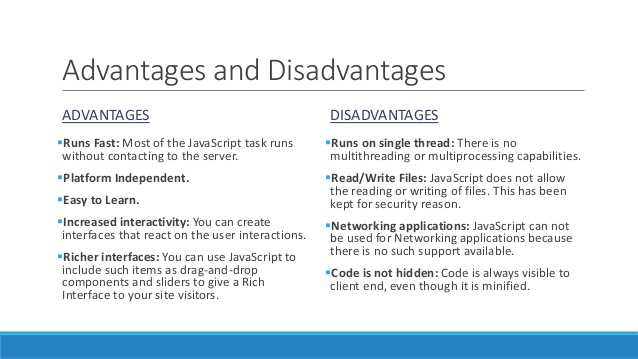 Advantages and Disadvantages
ADVANTAGES
▪Runs Fast: Most of the JavaScript task runs
without contacting to the server.
▪Platform Independent.
▪Easy to Learn.
▪Increased interactivity: You can create
interfaces that react on the user interactions.
▪Richer interfaces: You can use JavaScript to
include such items as drag-and-drop
components and sliders to give a Rich
Interface to your site visitors.
DISADVANTAGES
▪Runs on single thread: There is no
multithreading or multiprocessing capabilities.
▪Read/Write Files: JavaScript does not allow
the reading or writing of files. This has been
kept for security reason.
▪Networking applications: JavaScript can not
be used for Networking applications because
there is no such support available.
▪Code is not hidden: Code is always visible to
client end, even though it is minified.